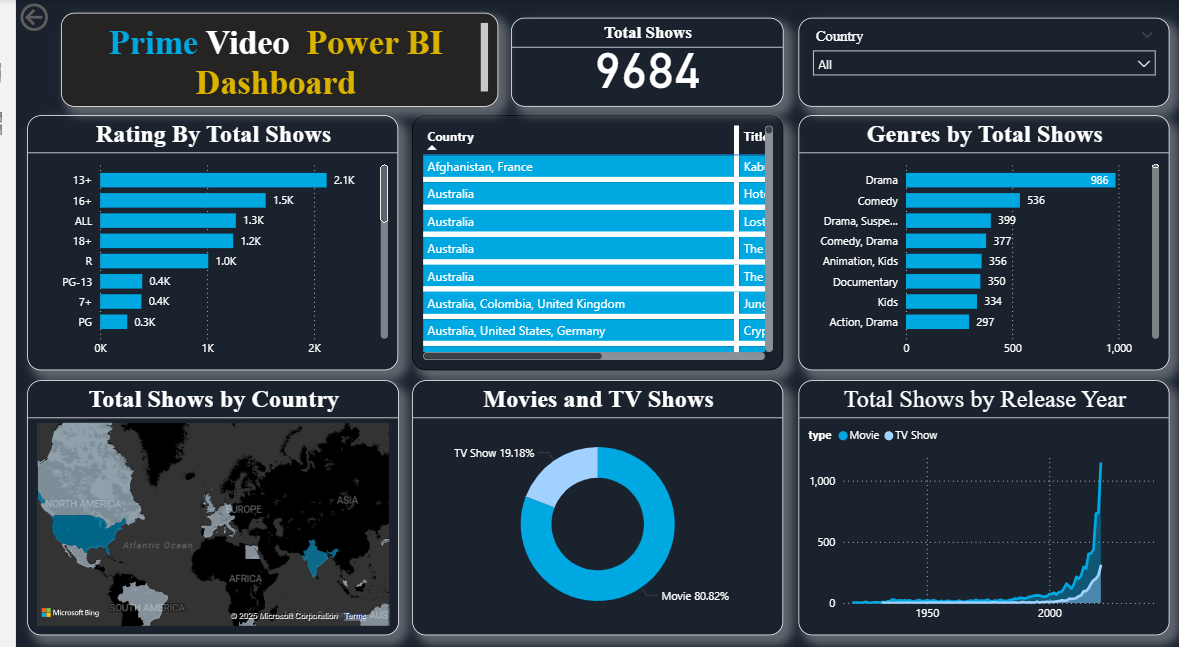 Prime Video Power BI
Dashboard
Total Shows
9684
Country
All
Rating By Total Shows
13+ 2.1K
16+ 1.5K
ALL 1.3K
18+ 1.2K
R 1.0K
PG-13 0.4K
7+ 0.4K
PG 0.3K
0K 1K 2K
Country Title
Afghanistan, France Kab
Australia Hot
Australia Lost
Australia The
Australia The
Australia, Colombia, United Kingdom Jung
Australia, United States, Germany Cryp
Genres by Total Shows
Drama 986
Comedy 536
Drama, Suspe... 399
Comedy, Drama 377
Animation, Kids 356
Documentary 350
Kids 334
Action, Drama 297
0 500 1,000
Total Shows by Country
NORTH AMERICA
EUROPE
ASIA
Atlantic Ocean
AFRICA
SOUTH AMERICA
AUS
Microsoft Bing
© 2025 Microsoft Corporation Terms
Movies and TV Shows
TV Show 19.18%
Movie 80.82%
Total Shows by Release Year
type Movie TV Show
1,000
500
0
1950 2000